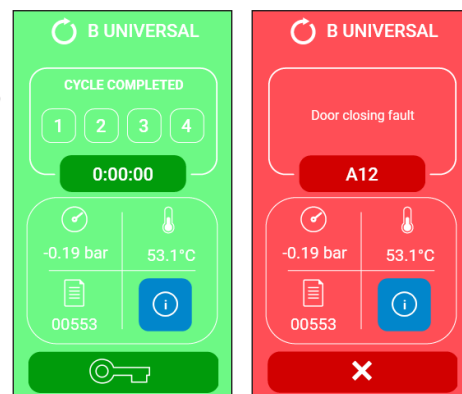 B UNIVERSAL
CYCLE COMPLETED
1 2 3 4
0:00:00
-0.19 bar
53.1°C
00553
i
B UNIVERSAL
Door closing fault
A12
-0.19 bar
53.1°C
00553
i